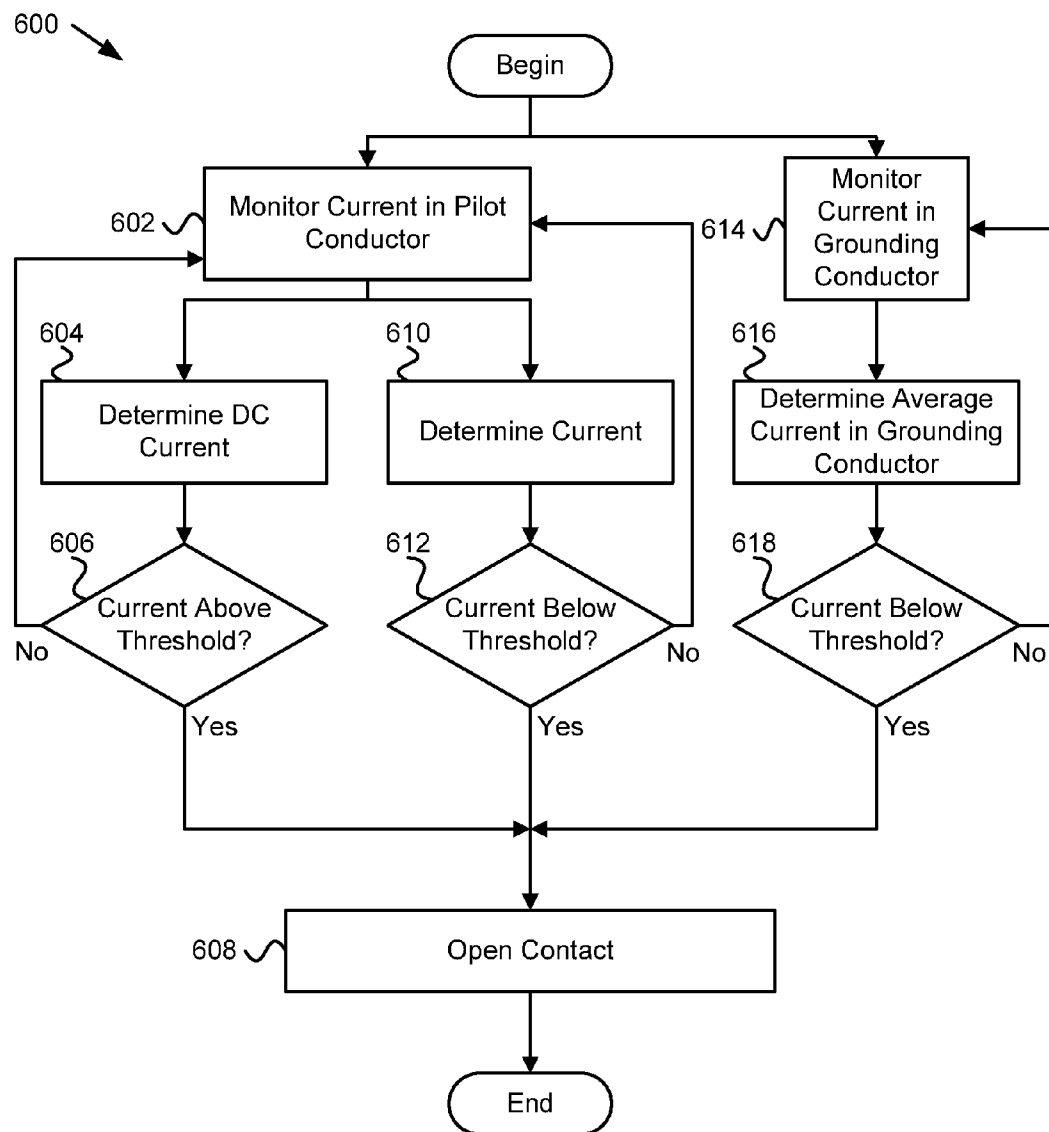 600
Begin
602
Monitor Current in Pilot
Conductor
614
Monitor
Current in
Grounding
Conductor
604
Determine DC
Current
610
Determine Current
616
Determine Average
Current in Grounding
Conductor
606
Current Above
Threshold?
No
Yes
612
Current Below
Threshold?
No
Yes
618
Current Below
Threshold?
No
Yes
608
Open Contact
End